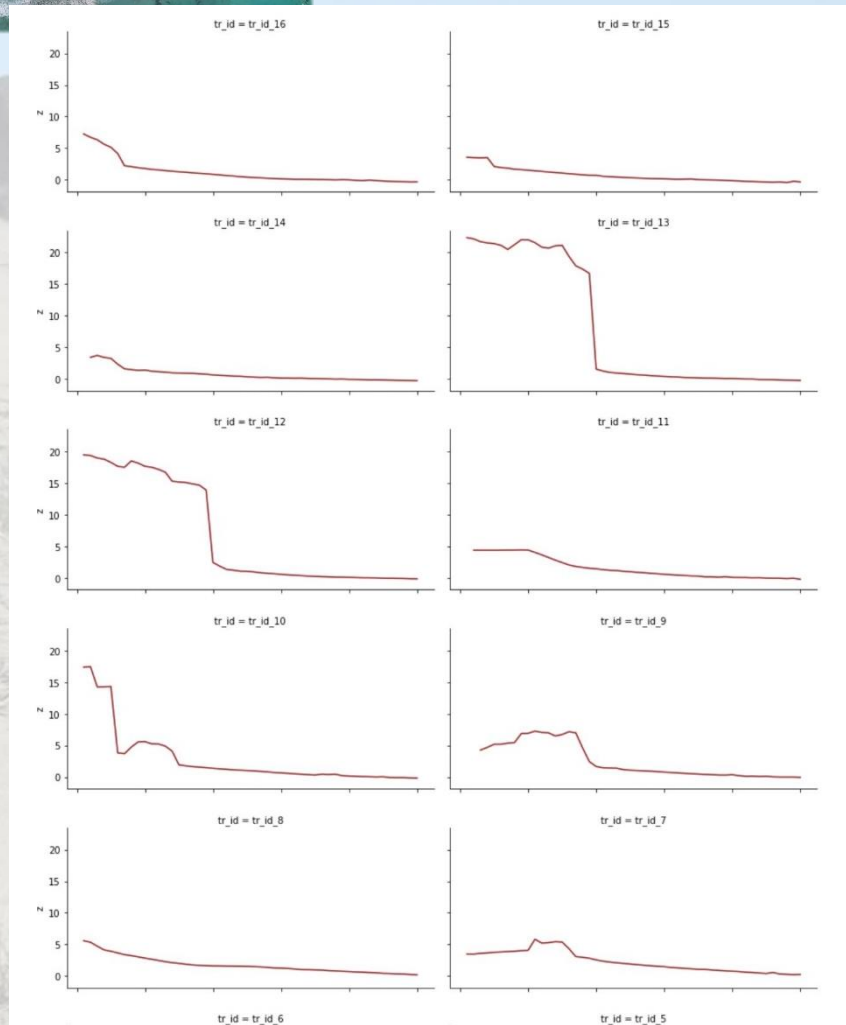 tr_id = tr_id_16
tr_id = tr_id_15
20
15
10
5
0
z
tr_id = tr_id_14
tr_id = tr_id_13
20
15
10
5
0
z
tr_id = tr_id_12
tr_id = tr_id_11
20
15
10
5
0
z
tr_id = tr_id_10
tr_id = tr_id_9
20
15
10
5
0
z
tr_id = tr_id_8
tr_id = tr_id_7
20
15
10
5
0
z
tr_id = tr_id_6
tr_id = tr_id_5